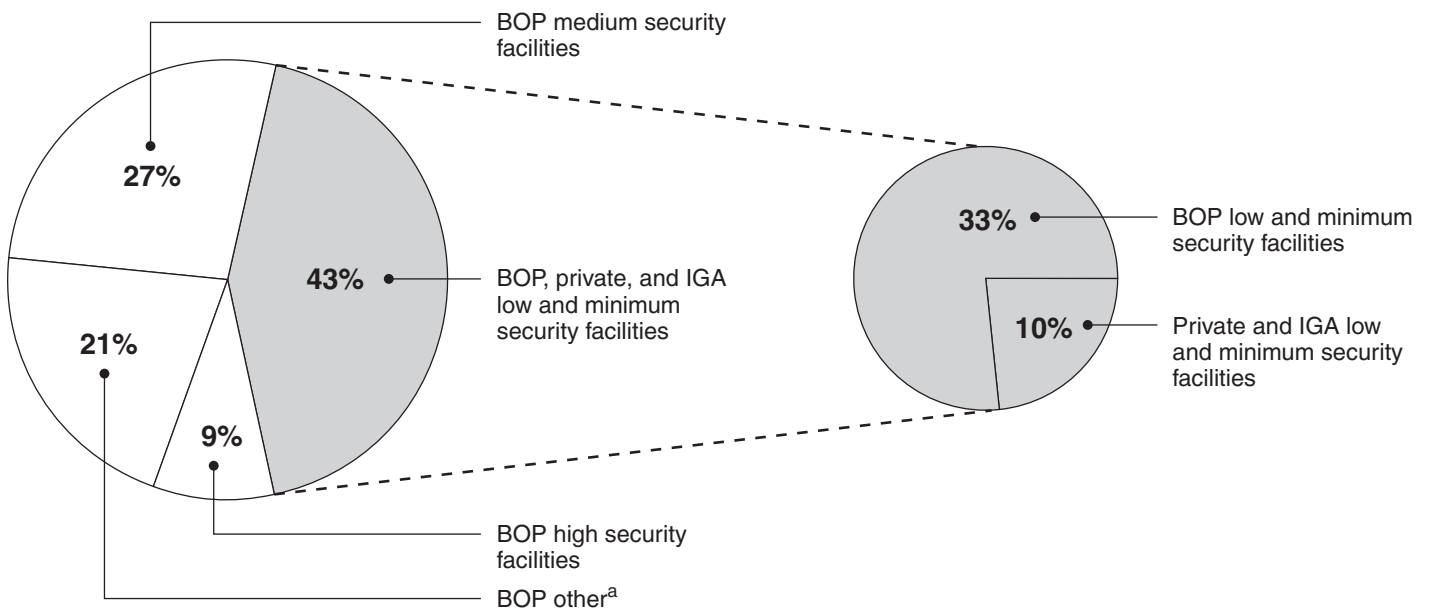 BOP medium security
facilities
27%
43%
BOP, private, and IGA
low and minimum
security facilities
21%
9%
BOP high security
facilities
BOP otherᵃ
33%
BOP low and minimum
security facilities
10%
Private and IGA low
and minimum security
facilities